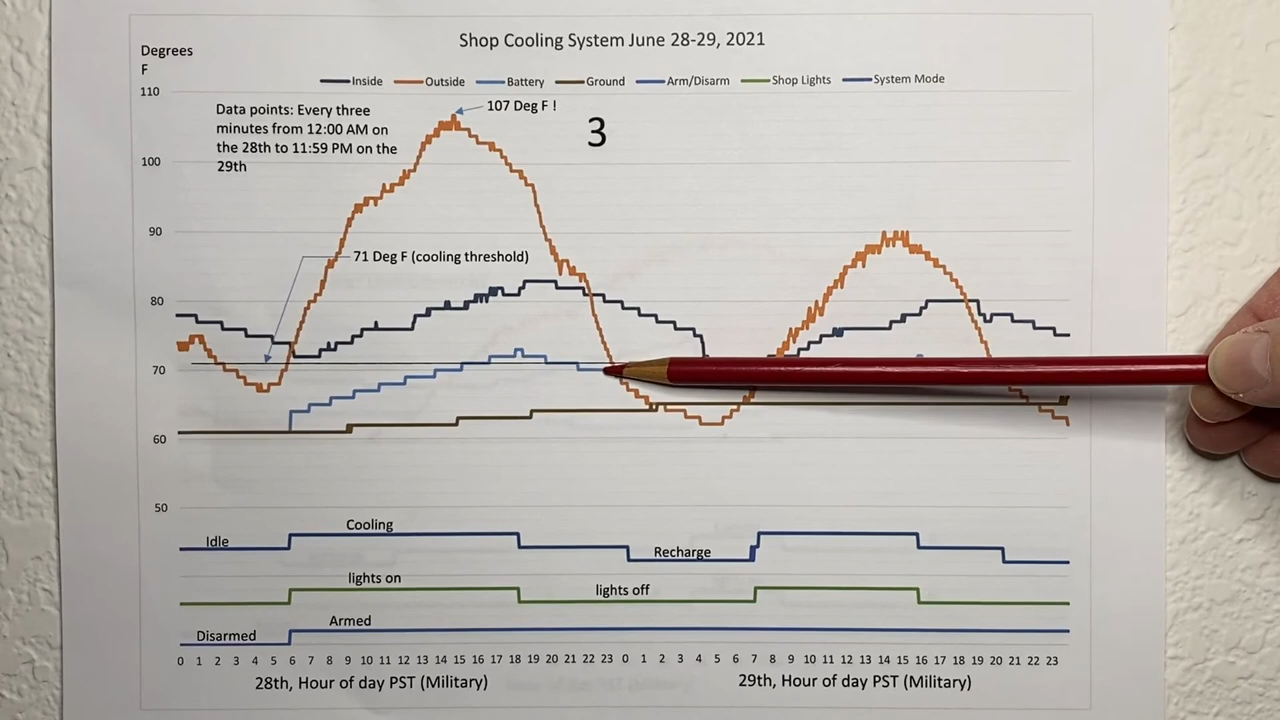 Shop Cooling System June 28-29, 2021
Degrees
F
Inside Outside Battery Ground Arm/Disarm Shop Lights System Mode
110
Data points: Every three
minutes from 12:00 AM on
the 28th to 11:59 PM on the
29th
107 Deg F !
3
100
90
71 Deg F (cooling threshold)
80
70
60
50
Idle
Cooling
Recharge
lights on
lights off
Disarmed
Armed
0 1 2 3 4 5 6 7 8 9 10 11 12 13 14 15 16 17 18 19 20 21 22 23 0 1 2 3 4 5 6 7 8 9 10 11 12 13 14 15 16 17 18 19 20 21 22 23
28th, Hour of day PST (Military)
29th, Hour of day PST (Military)